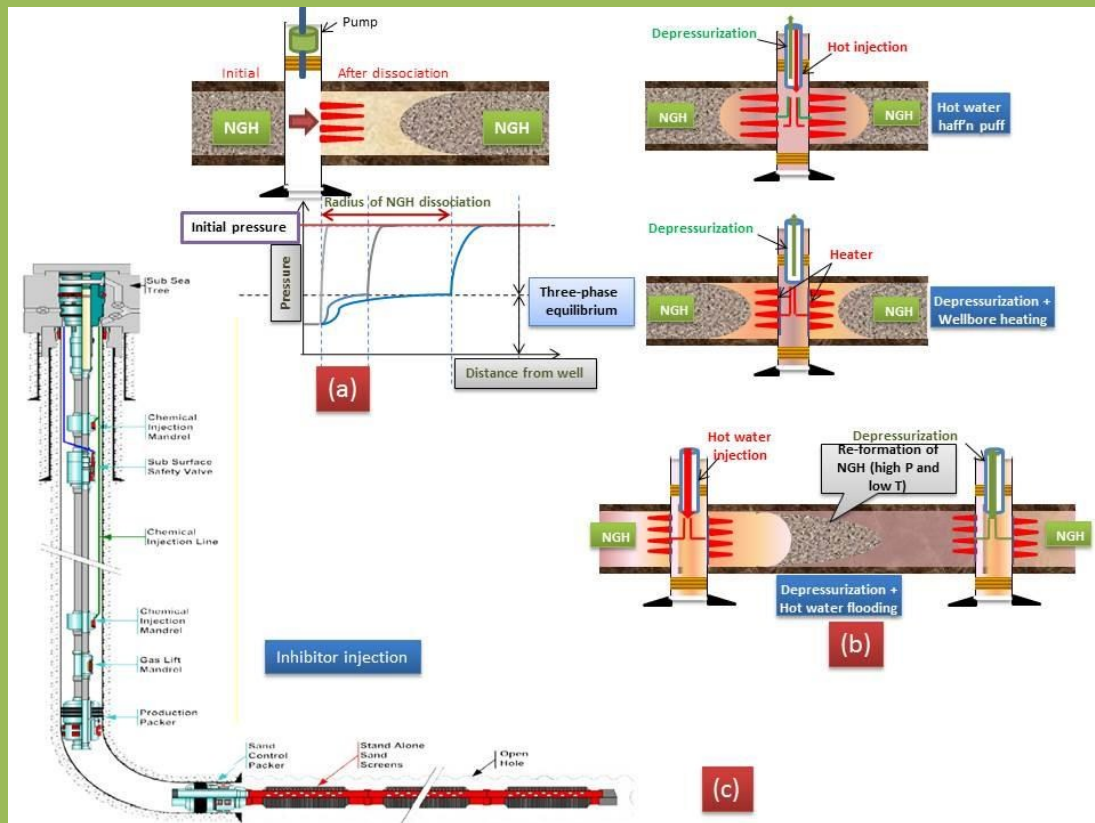 Pump
Initial
After dissociation
NGH
NGH
Radius of NGH dissociation
Initial pressure
Pressure
Three-phase
equilibrium
Distance from well
(a)
Depressurization
Hot injection
NGH
NGH
Hot water
haff'n puff
Depressurization
Heater
NGH
NGH
Depressurization +
Wellbore heating
Hot water
injection
Depressurization
Re-formation of
NGH (high P and
low T)
NGH
NGH
Depressurization +
Hot water flooding
(b)
Sub Sea
Tree
Chemical
Injection
Mandrel
Sub Surface
Safety Valve
Chemical
Injection Line
Chemical
Injection
Mandrel
Gas Lift
Mandrel
Production
Packer
Inhibitor injection
Sand
Control
Packer
Stand Alone
Sand
Screens
Open
Hole
(c)